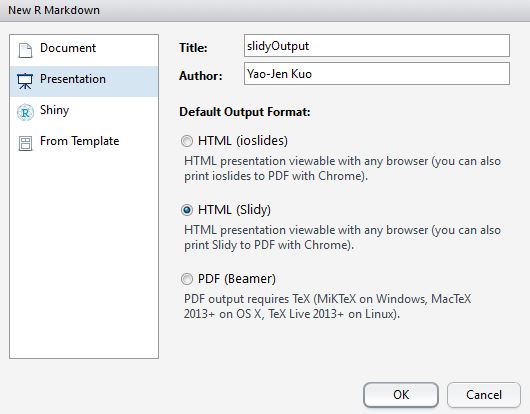 New R Markdown
Document
Presentation
Shiny
From Template
Title:
slidyOutput
Author:
Yao-Jen Kuo
Default Output Format:
HTML (ioslides)
HTML presentation viewable with any browser (you can also
print ioslides to PDF with Chrome).
HTML (Slidy)
HTML presentation viewable with any browser (you can also
print Slidy to PDF with Chrome).
PDF (Beamer)
PDF output requires TeX (MiKTeX on Windows, MacTeX
2013+ on OS X, TeX Live 2013+ on Linux).
OK
Cancel